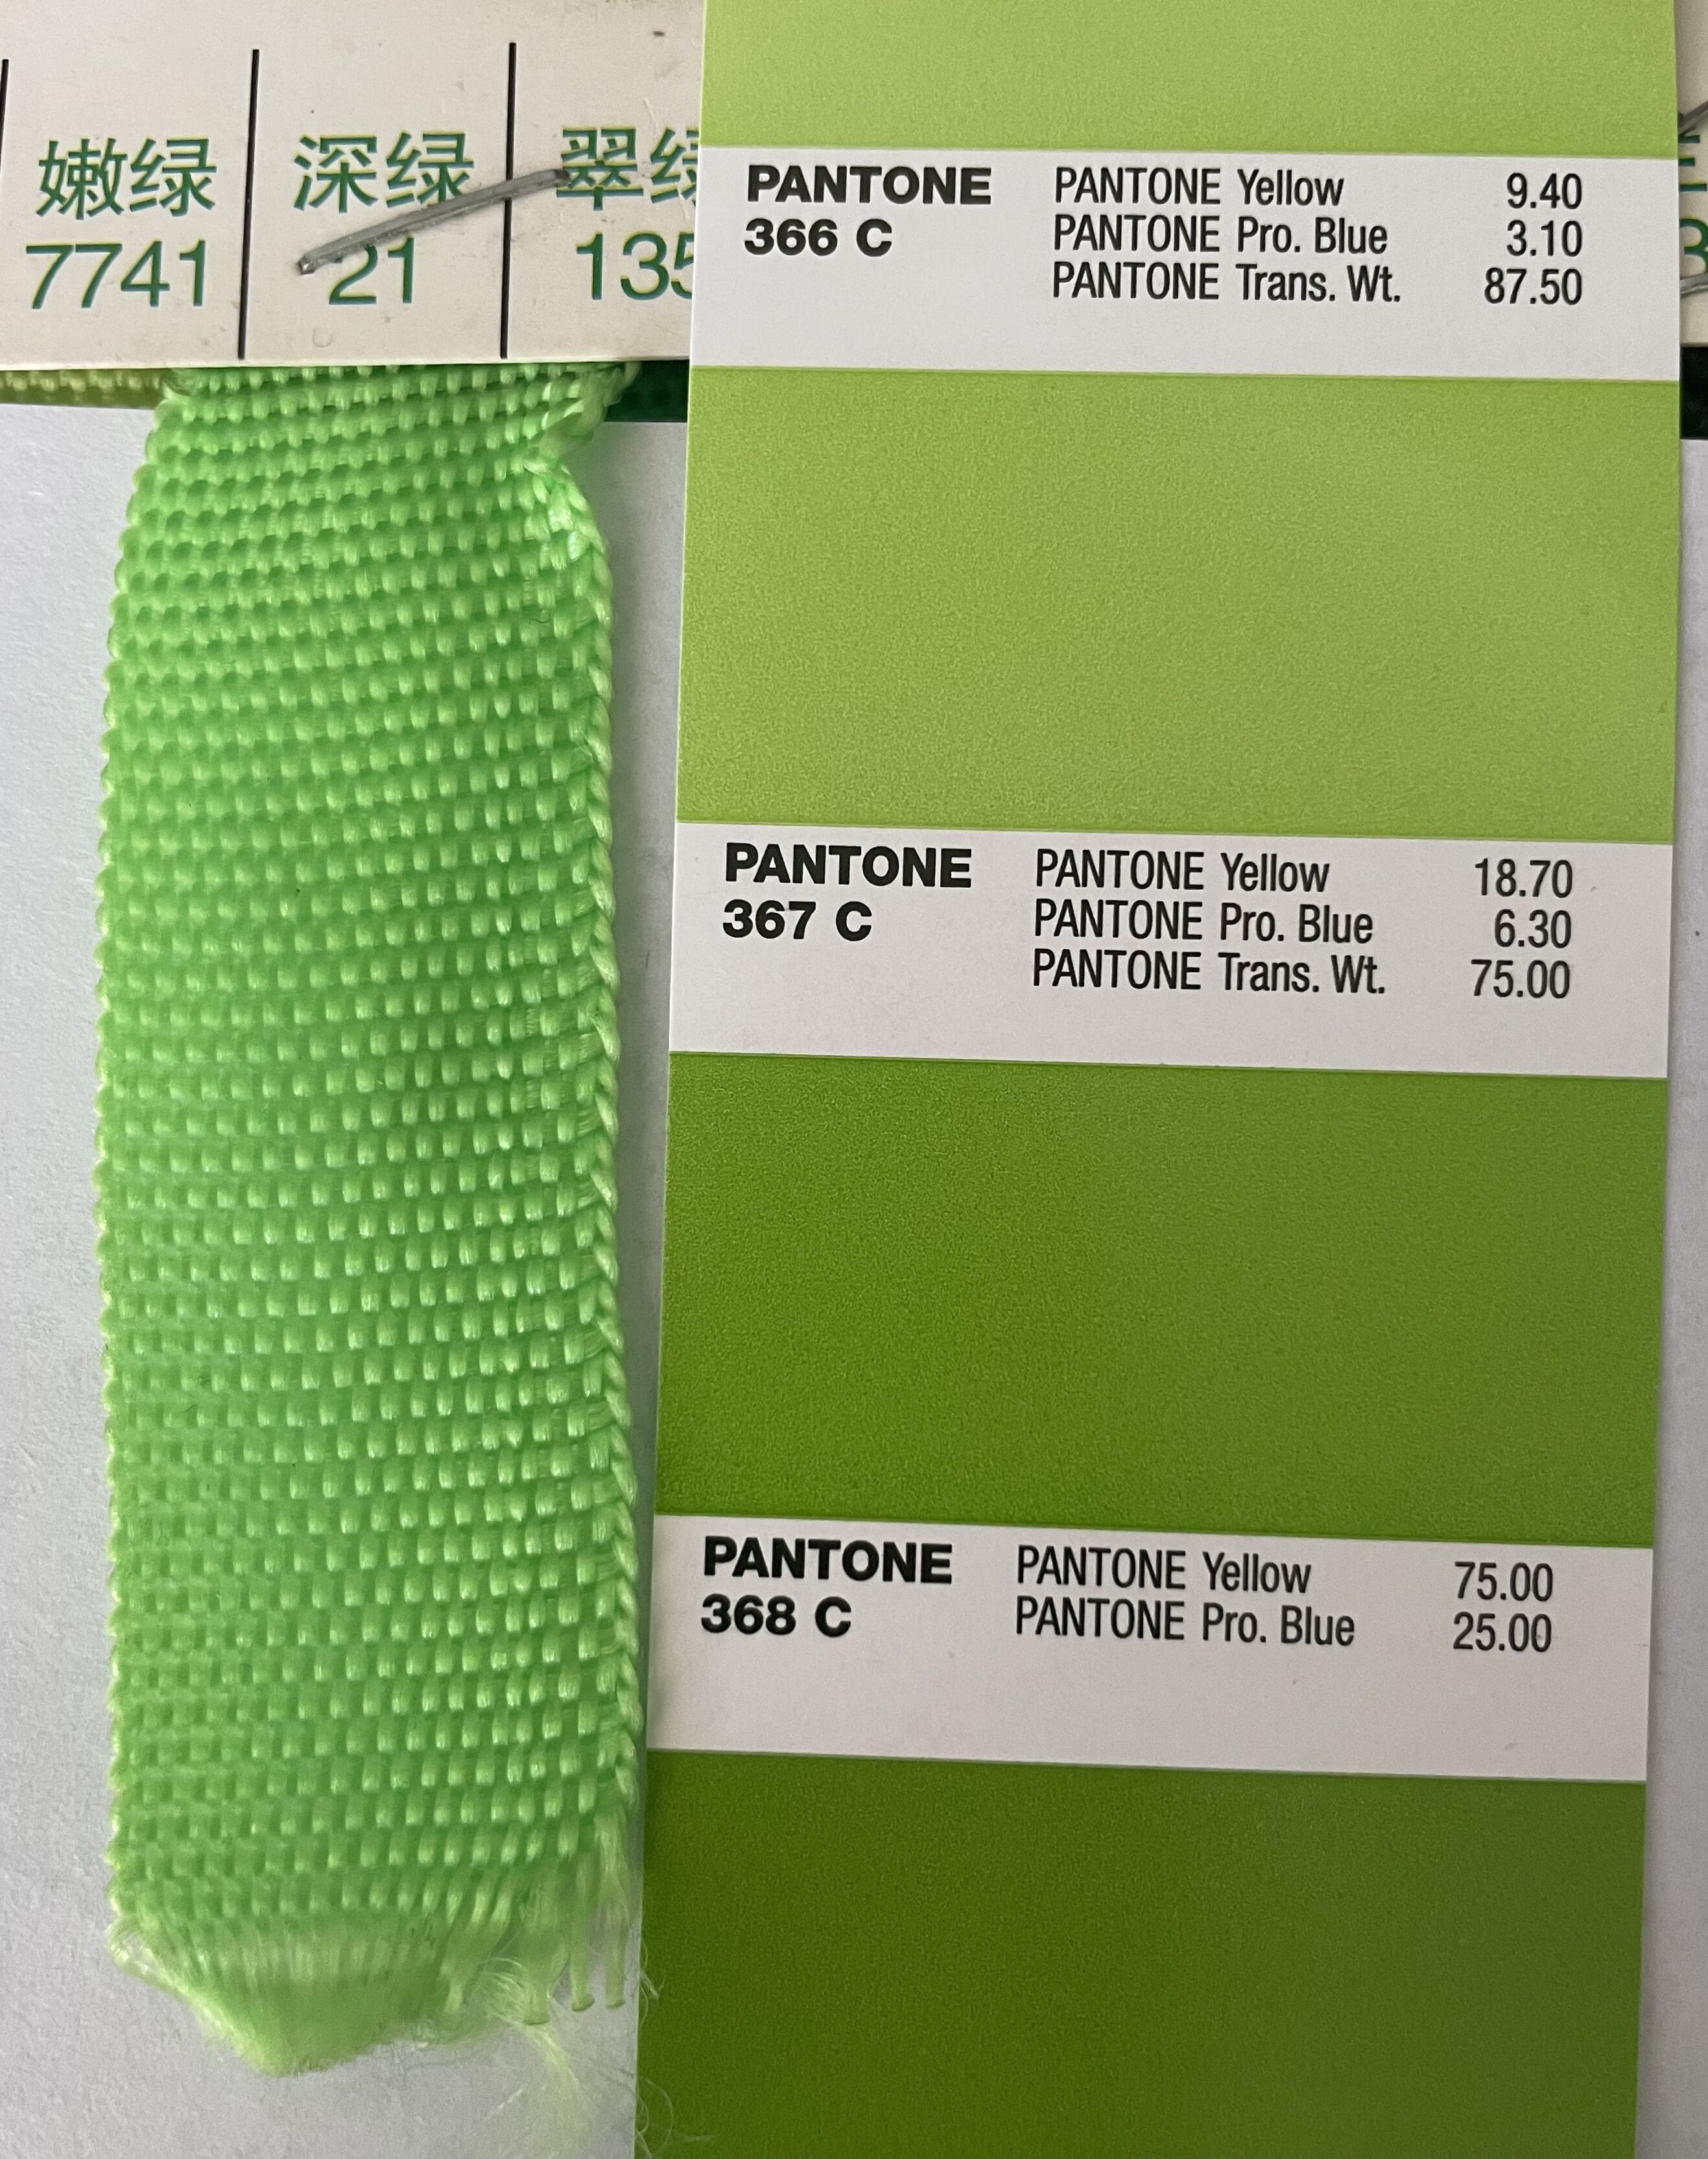 嫩绿
7741
深绿
21
翠绿
135
PANTONE
366 C
PANTONE Yellow 9.40
PANTONE Pro. Blue 3.10
PANTONE Trans. Wt. 87.50
PANTONE
367 C
PANTONE Yellow 18.70
PANTONE Pro. Blue 6.30
PANTONE Trans. Wt. 75.00
PANTONE
368 C
PANTONE Yellow 75.00
PANTONE Pro. Blue 25.00